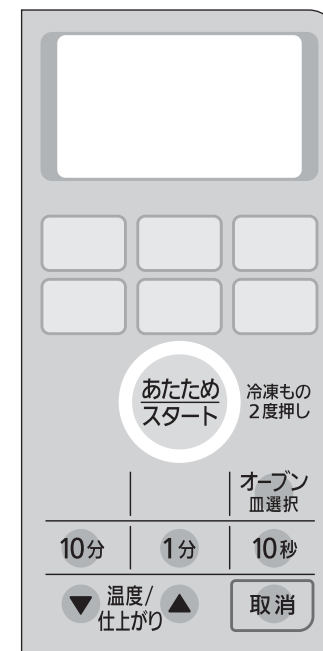 あたため
スタート
冷凍もの
2度押し
オーブン
皿選択
10分
1分
10秒
▼ 温度/ ▲
仕上がり
取消